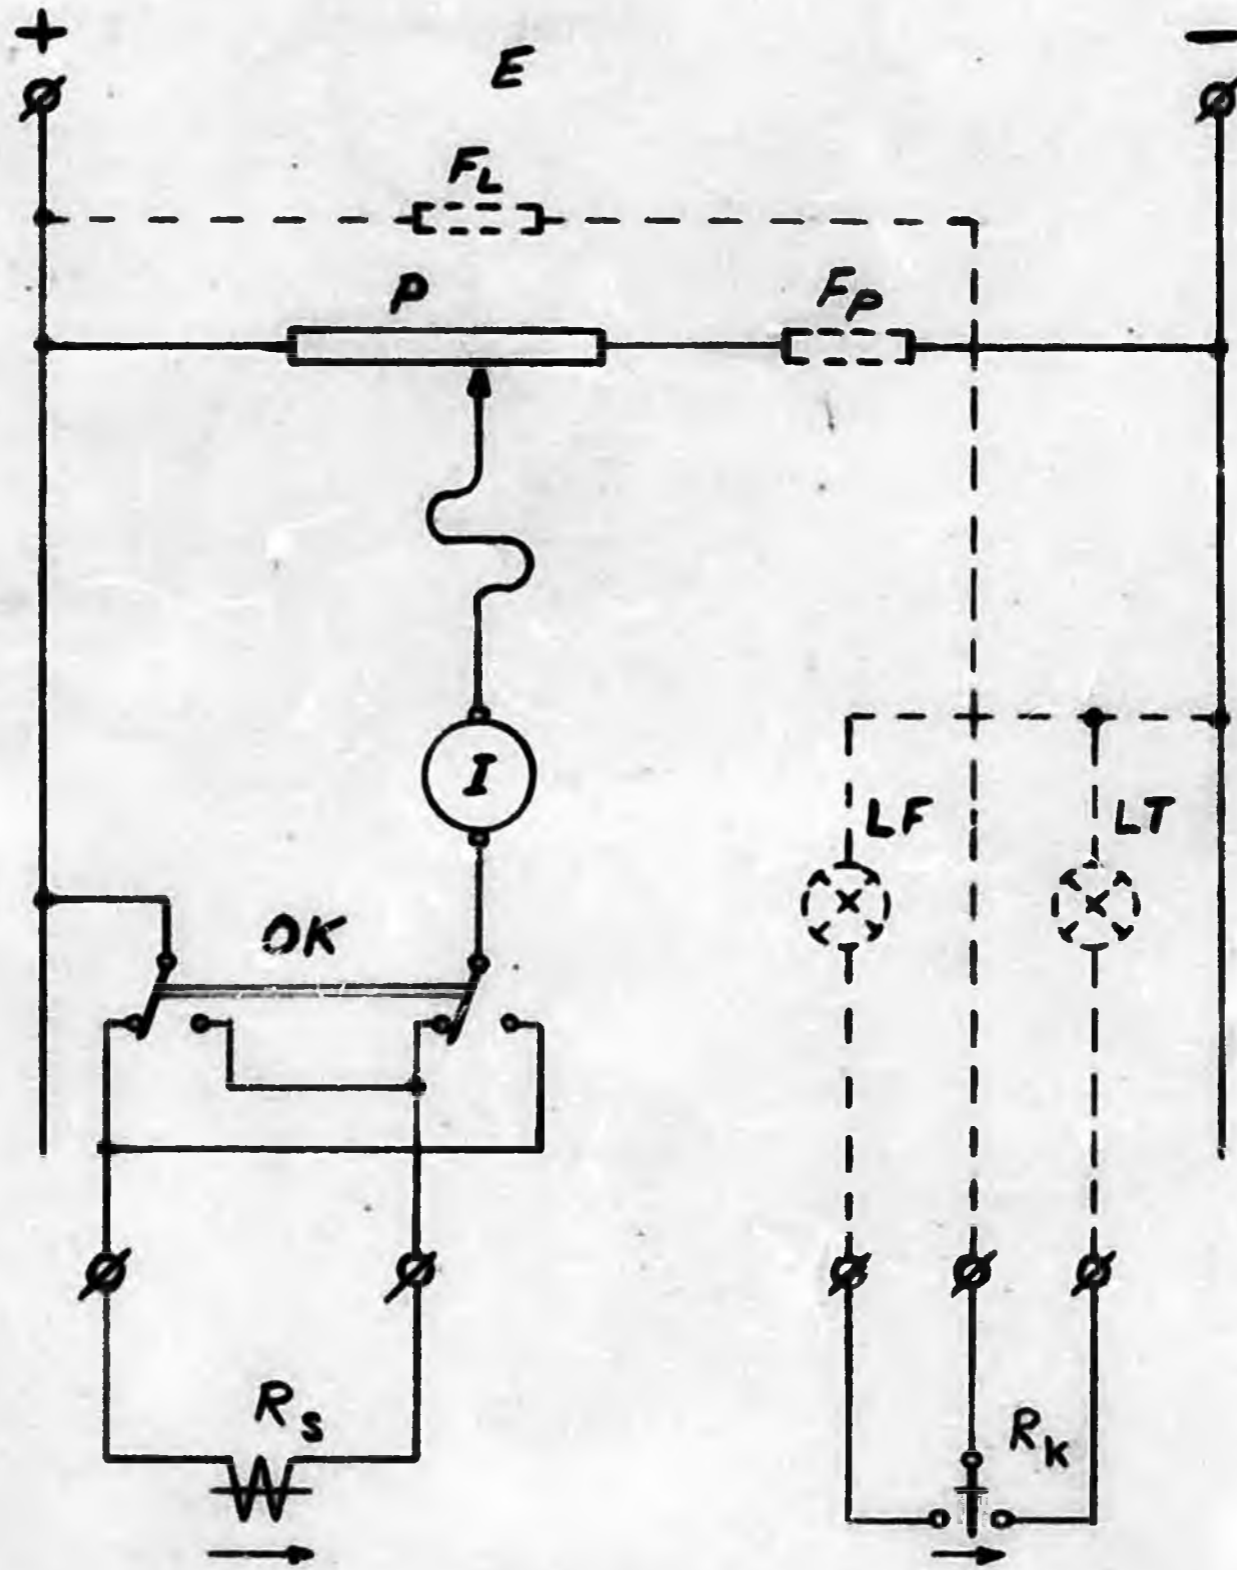 + E −
F_L
P F_P
I
LF LT
OK
R_S R_K